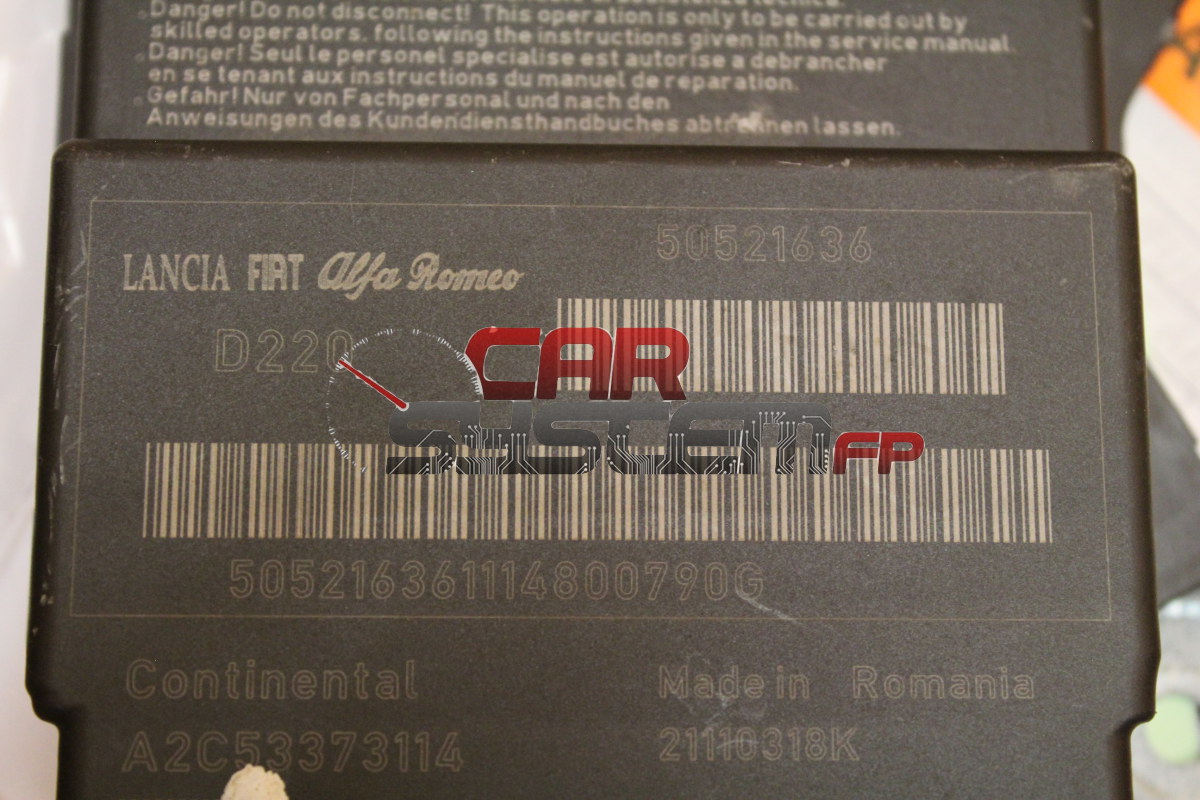 Danger! Do not disconnect! This operation is only to be carried out by
skilled operators, following the instructions given in the service manual.
Danger! Seul le personel specialise est autorise a debrancher
en se tenant aux instructions du manuel de reparation.
Gefahr! Nur von Fachpersonal und nach den
Anweisungen des Kundendiensthandbuches abtrennen lassen.
50521636
LANCIA FIAT Alfa Romeo
D220
CAR
SYSTEM FP
505216361114800790G
Continental Made in Romania
A2C53373114 21110318K